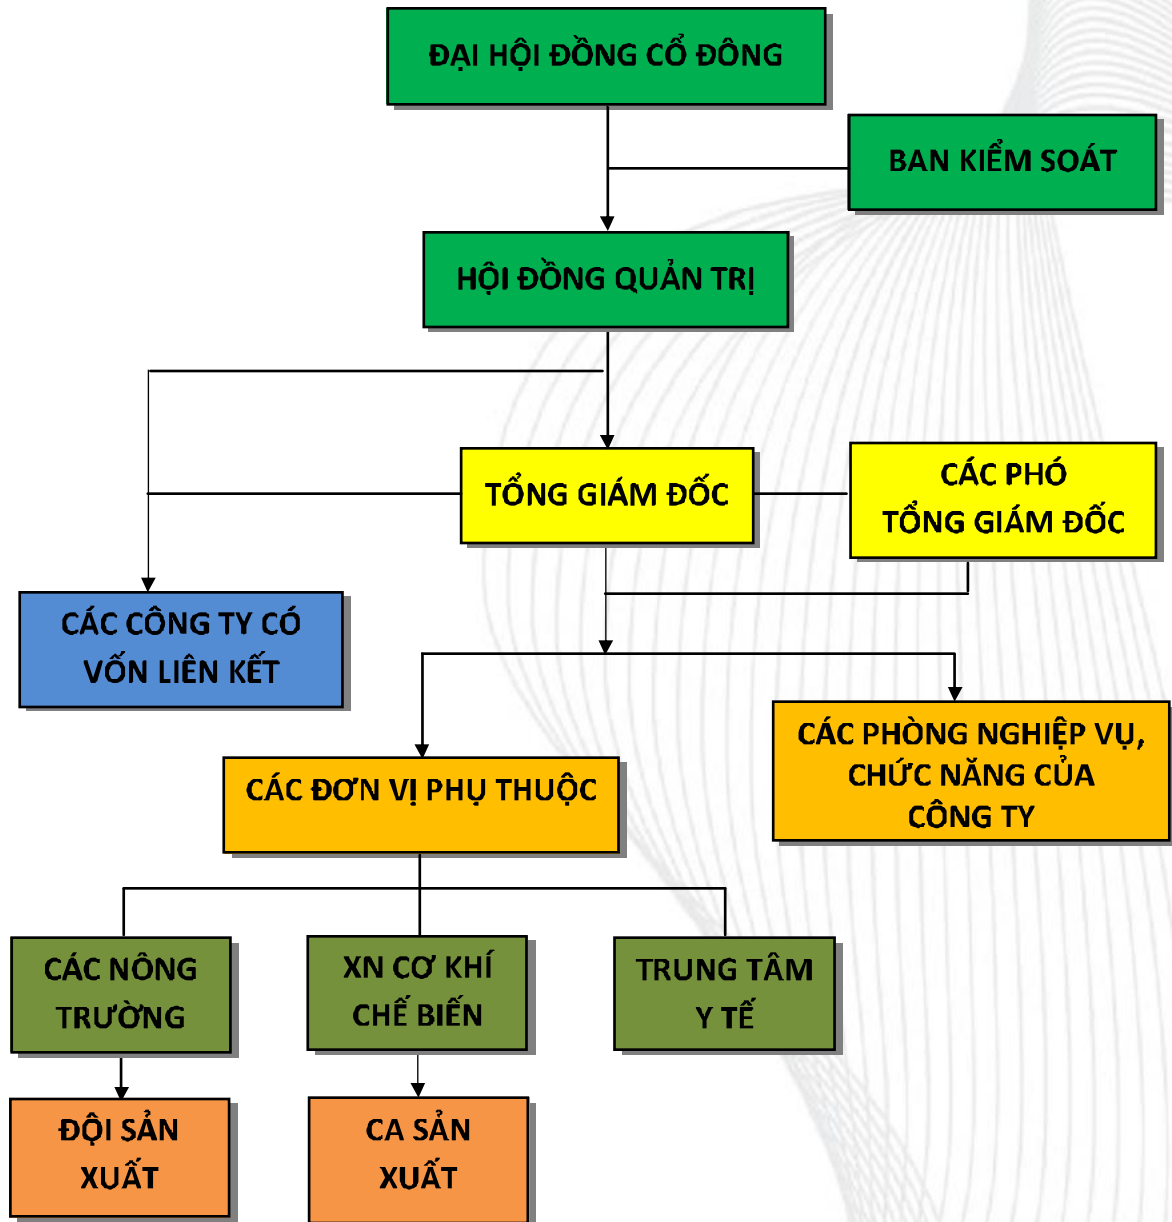 ĐẠI HỘI ĐỒNG CỔ ĐÔNG
BAN KIỂM SOÁT
HỘI ĐỒNG QUẢN TRỊ
TỔNG GIÁM ĐỐC
CÁC PHÓ
TỔNG GIÁM ĐỐC
CÁC CÔNG TY CÓ
VỐN LIÊN KẾT
CÁC ĐƠN VỊ PHỤ THUỘC
CÁC PHÒNG NGHIỆP VỤ,
CHỨC NĂNG CỦA
CÔNG TY
CÁC NÔNG
TRƯỜNG
XN CƠ KHÍ
CHẾ BIẾN
TRUNG TÂM
Y TẾ
ĐỘI SẢN
XUẤT
CA SẢN
XUẤT